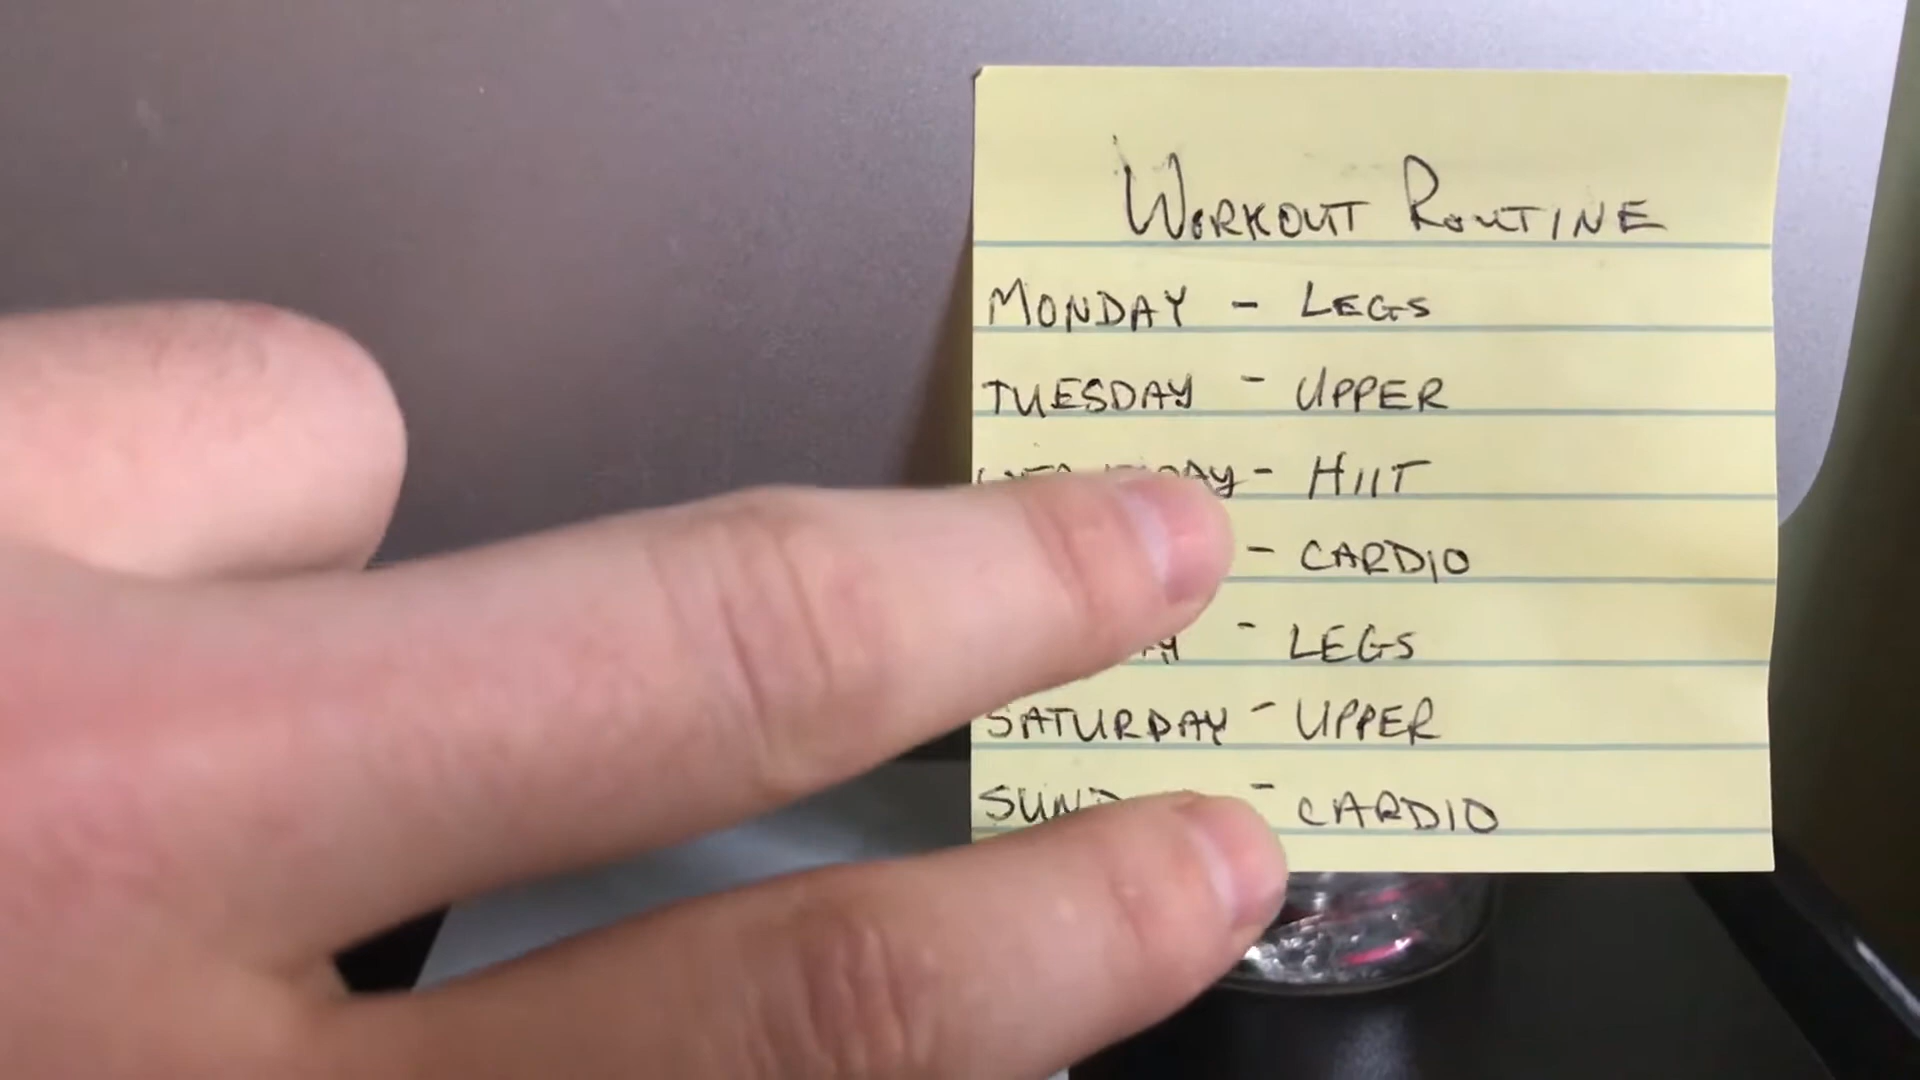 WORKOUT ROUTINE
MONDAY - LEGS
TUESDAY - UPPER
- HIIT
- CARDIO
- LEGS
SATURDAY - UPPER
- CARDIO